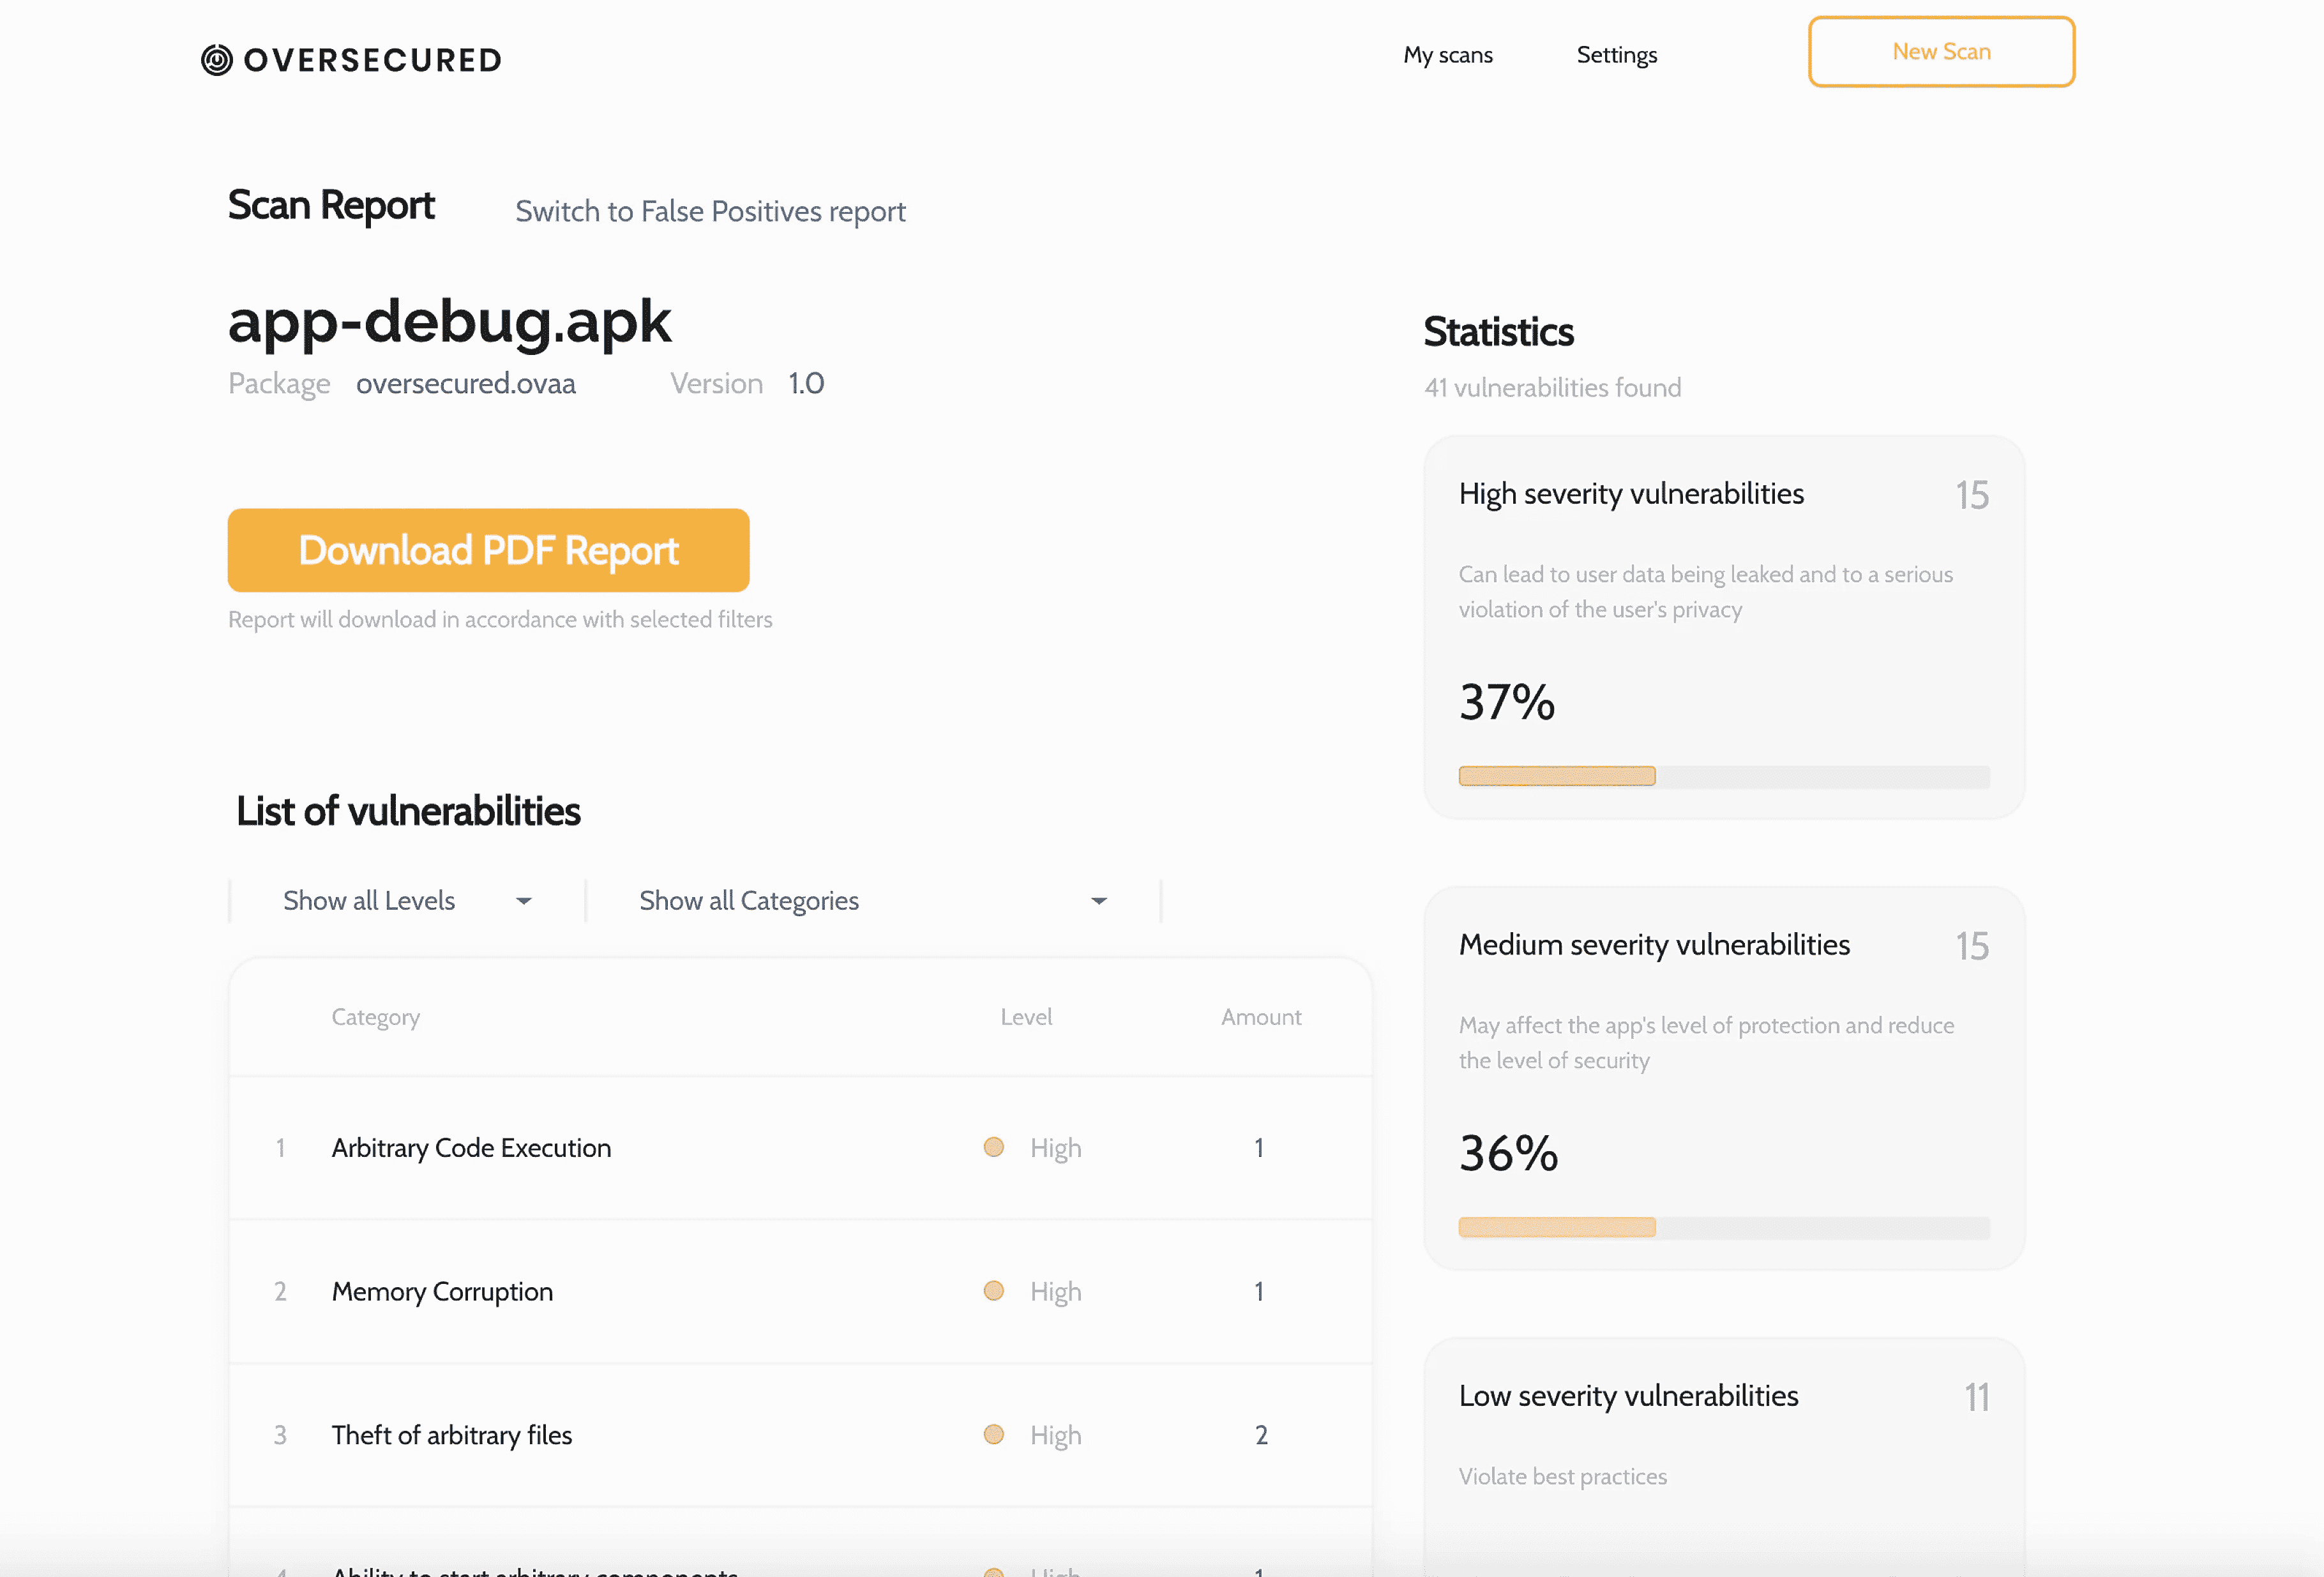 OVERSECURED
My scans
Settings
New Scan
Scan Report
Switch to False Positives report
app-debug.apk
Package oversecured.ovaa Version 1.0
Download PDF Report
Report will download in accordance with selected filters
List of vulnerabilities
Show all Levels
Show all Categories
Category Level Amount
1 Arbitrary Code Execution High 1
2 Memory Corruption High 1
3 Theft of arbitrary files High 2
4 Ability to start arbitrary components High 1
Statistics
41 vulnerabilities found
High severity vulnerabilities 15
Can lead to user data being leaked and to a serious
violation of the user's privacy
37%
Medium severity vulnerabilities 15
May affect the app's level of protection and reduce
the level of security
36%
Low severity vulnerabilities 11
Violate best practices